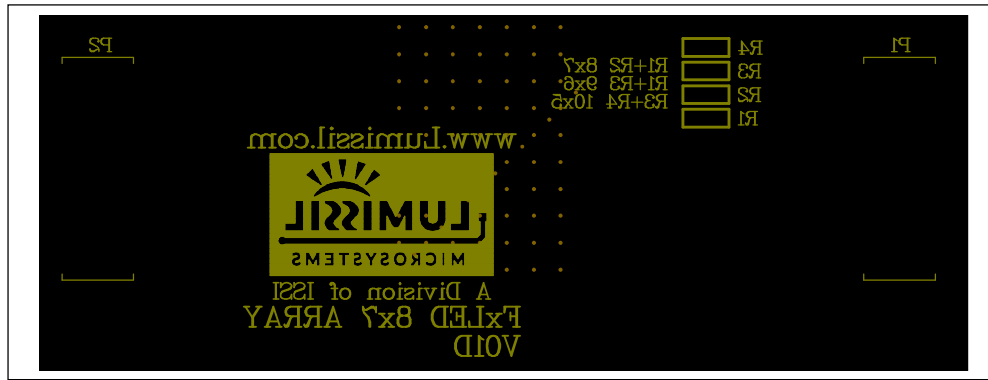 P2
P1
R4
R1+R2 8x7
R3
R1+R3 9x6
R2
R3+R4 10x5
R1
www.Lumissil.com
LUMISSIL
MICROSYSTEMS
A Division of ISSI
FxLED 8x7 ARRAY
V01D